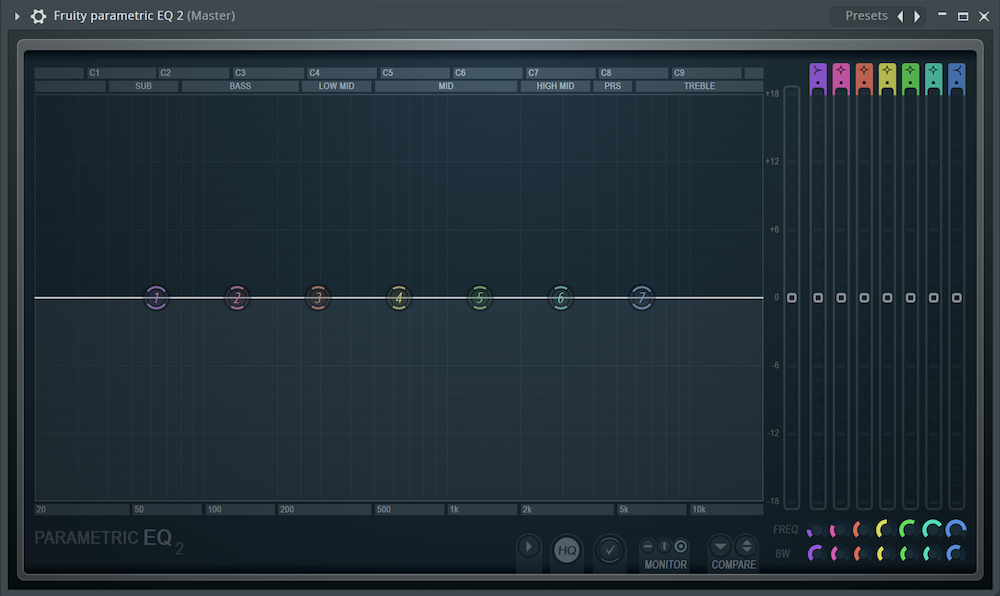 Fruity parametric EQ 2 (Master) Presets
C1 C2 C3 C4 C5 C6 C7 C8 C9
SUB BASS LOW MID MID HIGH MID PRS TREBLE
+18
+12
+6
1 2 3 4 5 6 7 0
-6
-12
-18
20 50 100 200 500 1k 2k 5k 10k
FREQ
PARAMETRIC EQ 2
HQ
BW
MONITOR COMPARE